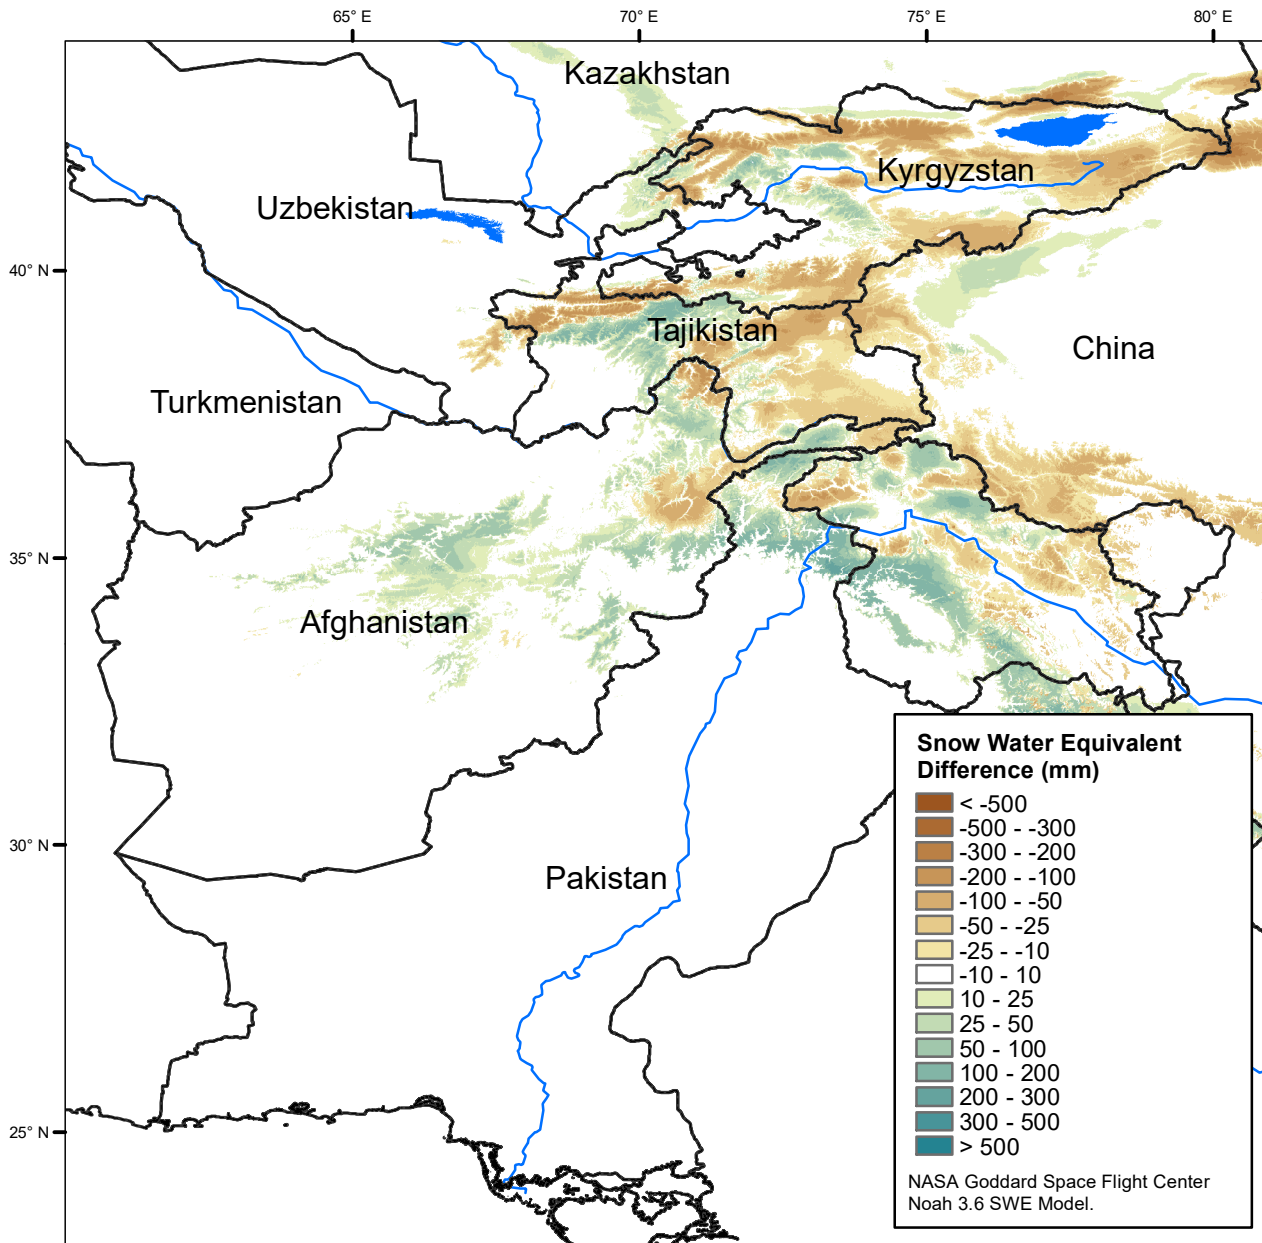 65° E
70° E
75° E
80° E
Kazakhstan
Kyrgyzstan
Uzbekistan
40° N
Tajikistan
China
Turkmenistan
35° N
Afghanistan
Snow Water Equivalent
Difference (mm)
< -500
-500 - -300
-300 - -200
-200 - -100
-100 - -50
-50 - -25
-25 - -10
-10 - 10
10 - 25
25 - 50
50 - 100
100 - 200
200 - 300
300 - 500
> 500
NASA Goddard Space Flight Center
Noah 3.6 SWE Model.
30° N
Pakistan
25° N